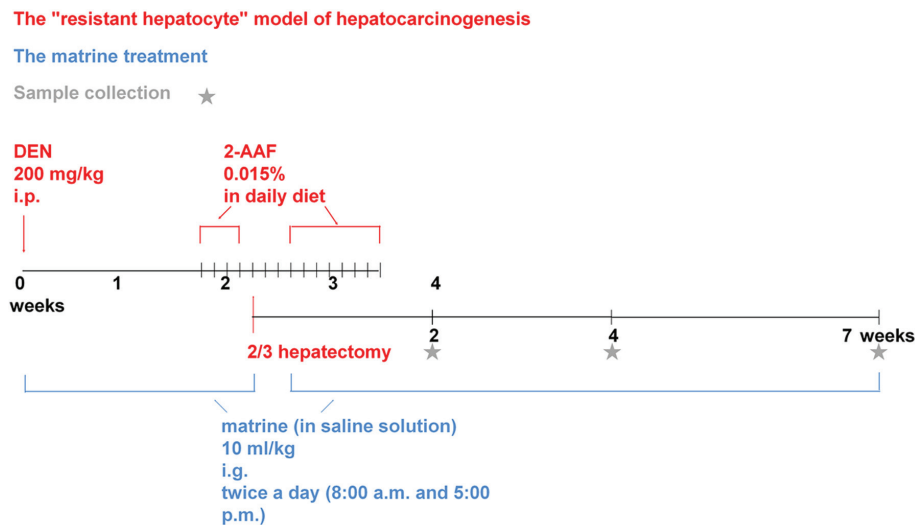 The "resistant hepatocyte" model of hepatocarcinogenesis
The matrine treatment
Sample collection
DEN
200 mg/kg
i.p.
2-AAF
0.015%
in daily diet
0 1 2 3 4
weeks
2 4 7 weeks
2/3 hepatectomy
matrine (in saline solution)
10 ml/kg
i.g.
twice a day (8:00 a.m. and 5:00
p.m.)